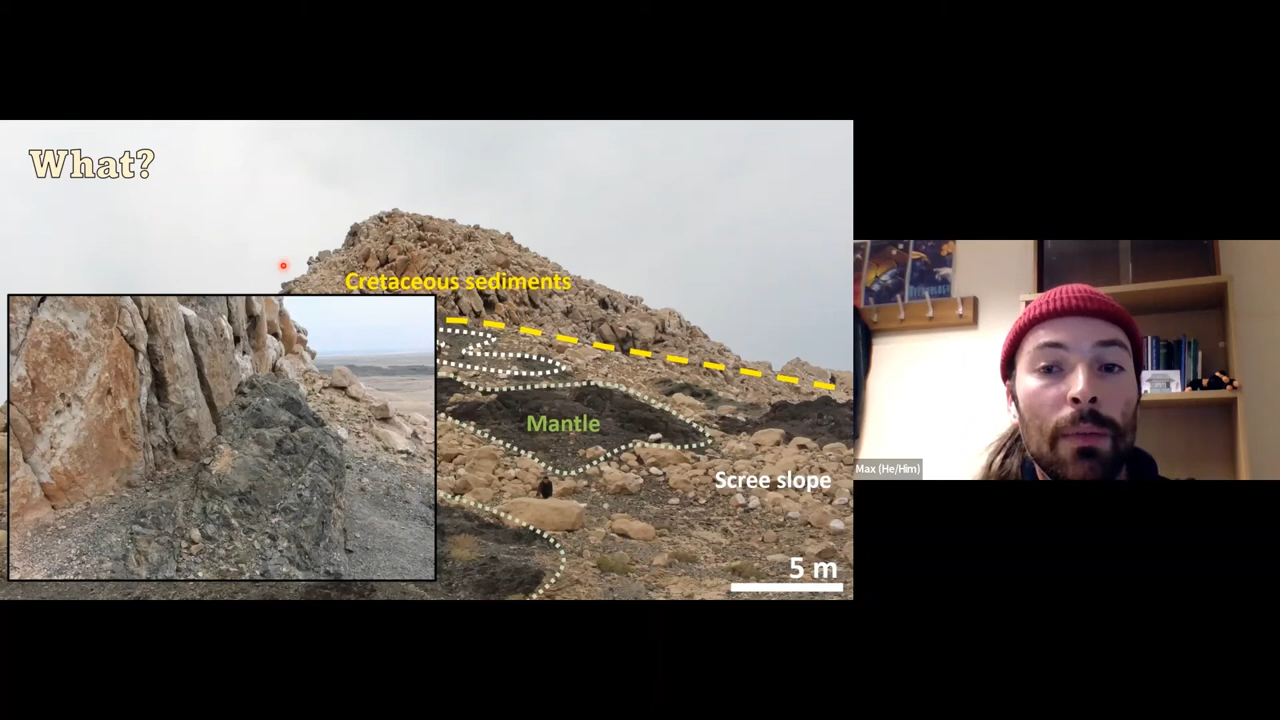 What?
Cretaceous sediments
Mantle
Scree slope
5 m
Max (He/Him)